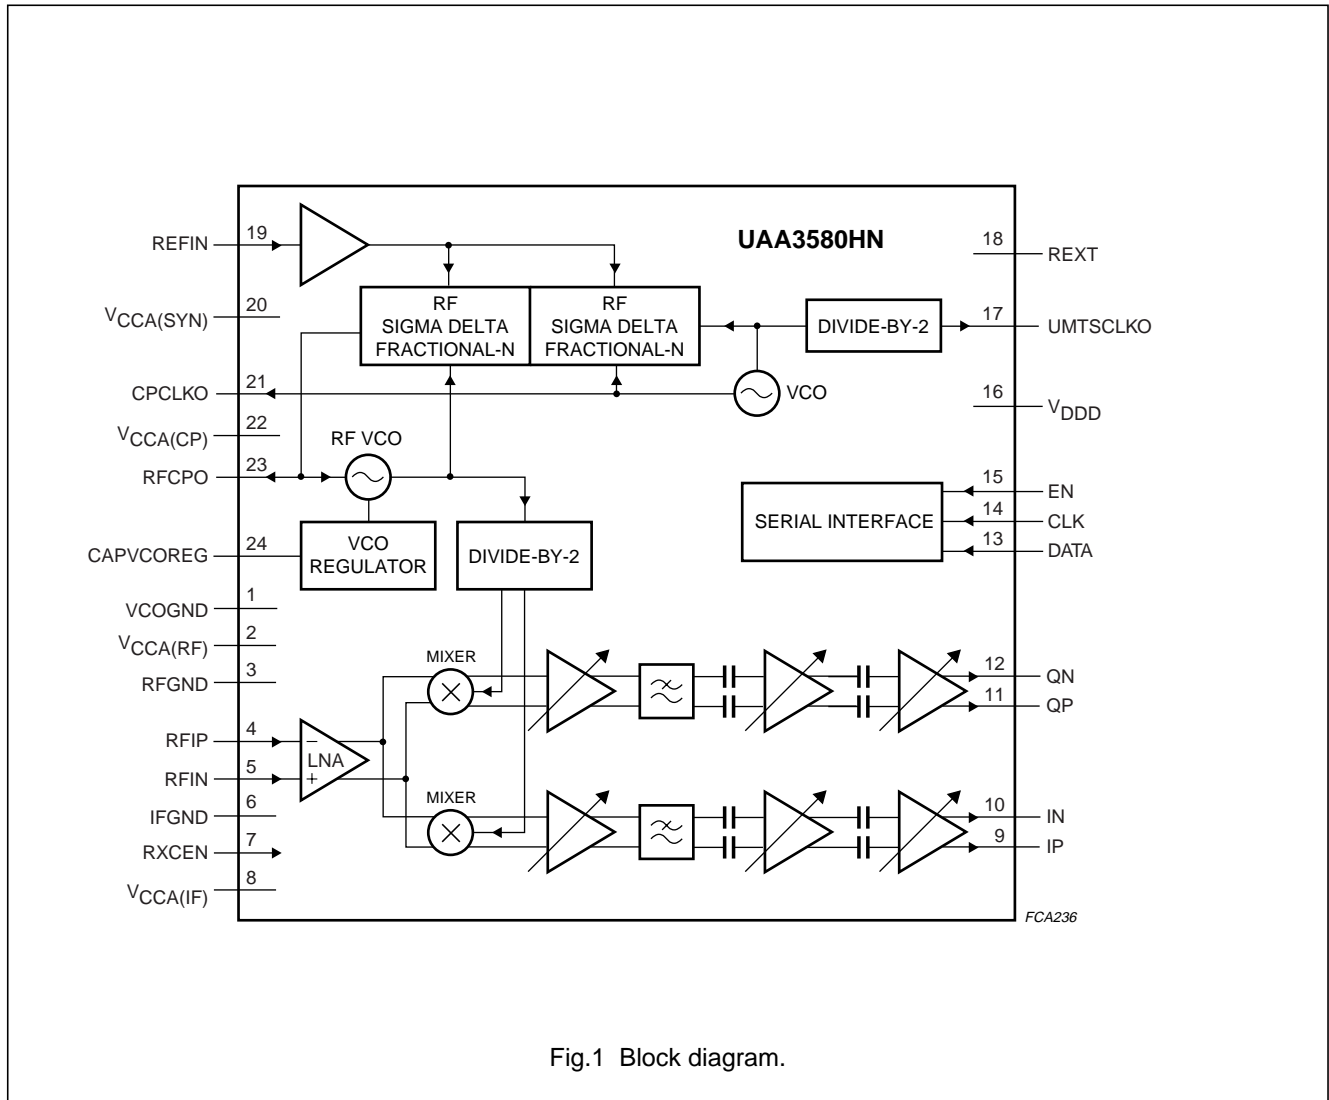 UAA3580HN
REFIN 19
VCCA(SYN) 20
CPCLKO 21
VCCA(CP) 22
RFCPO 23
CAPVCOREG 24
VCOGND 1
VCCA(RF) 2
RFGND 3
RFIP 4
RFIN 5
IFGND 6
RXCEN 7
VCCA(IF) 8
RF
SIGMA DELTA
FRACTIONAL-N
RF
SIGMA DELTA
FRACTIONAL-N
DIVIDE-BY-2
VCO
RF VCO
VCO
REGULATOR
DIVIDE-BY-2
SERIAL INTERFACE
MIXER
− LNA +
MIXER
18 REXT
17 UMTSCLKO
16 VDDD
15 EN
14 CLK
13 DATA
12 QN
11 QP
10 IN
9 IP
FCA236
Fig.1 Block diagram.